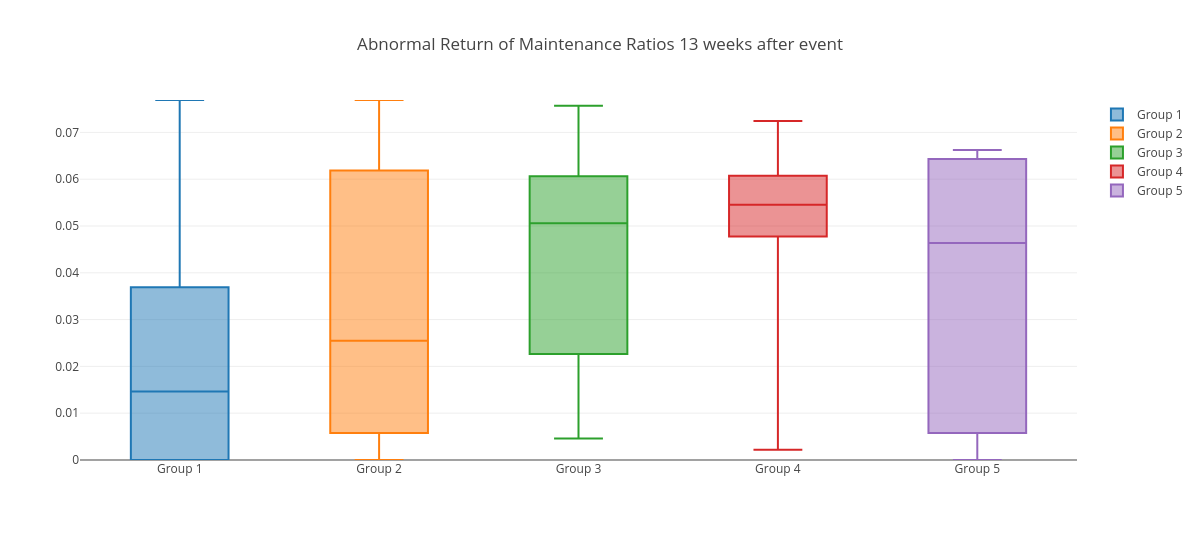 Abnormal Return of Maintenance Ratios 13 weeks after event
0.07
0.06
0.05
0.04
0.03
0.02
0.01
0
Group 1
Group 2
Group 3
Group 4
Group 5
Group 1
Group 2
Group 3
Group 4
Group 5